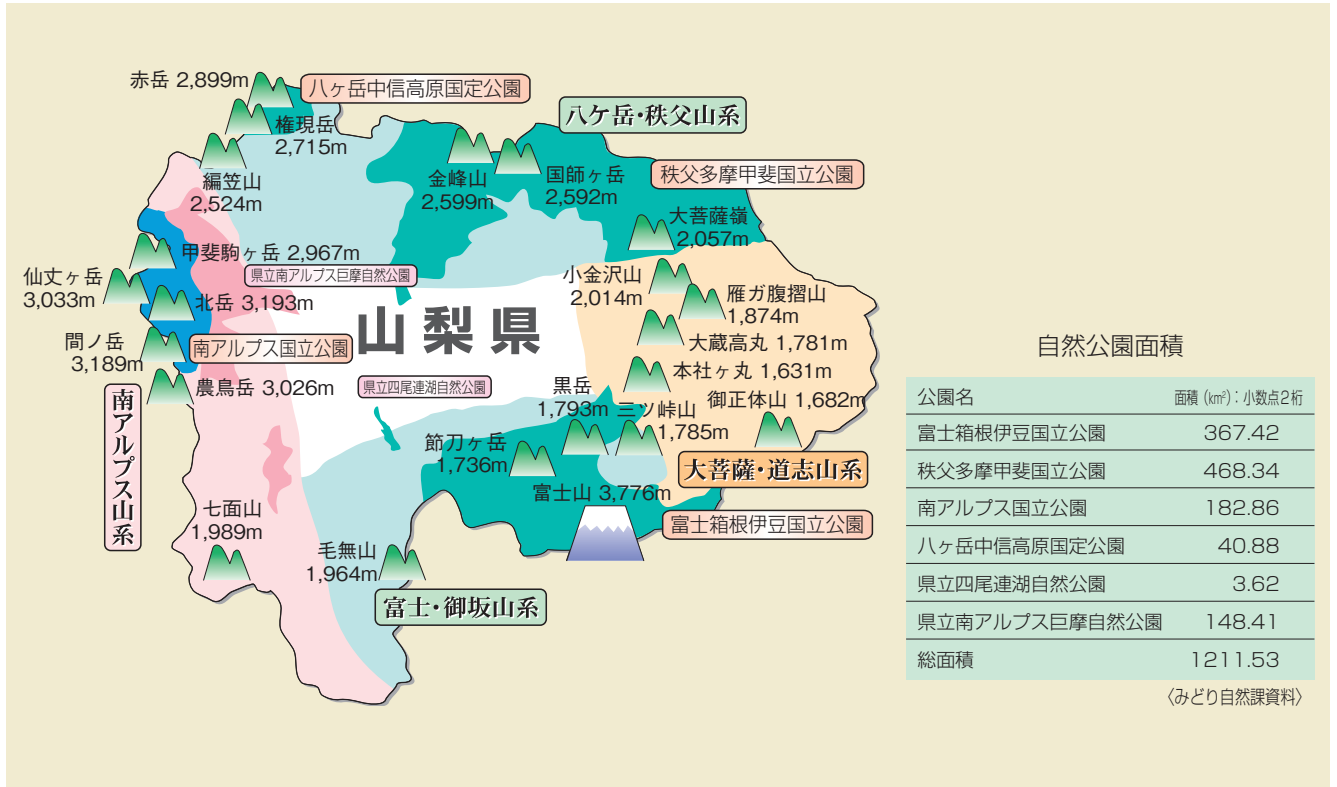 赤岳 2,899m
八ヶ岳中信高原国定公園
権現岳
2,715m
八ケ岳・秩父山系
編笠山
2,524m
金峰山
2,599m
国師ヶ岳
2,592m
秩父多摩甲斐国立公園
大菩薩嶺
2,057m
甲斐駒ヶ岳 2,967m
仙丈ヶ岳
3,033m
県立南アルプス巨摩自然公園
北岳 3,193m
小金沢山
2,014m
雁ガ腹摺山
1,874m
山梨県
間ノ岳
3,189m
南アルプス国立公園
大蔵高丸 1,781m
農鳥岳 3,026m
県立四尾連湖自然公園
本社ヶ丸 1,631m
黒岳
1,793m
三ツ峠山
1,785m
御正体山 1,682m
南アルプス山系
節刀ヶ岳
1,736m
大菩薩・道志山系
富士山 3,776m
富士箱根伊豆国立公園
七面山
1,989m
毛無山
1,964m
富士・御坂山系
自然公園面積
公園名 面積 (km²):小数点2桁
富士箱根伊豆国立公園 367.42
秩父多摩甲斐国立公園 468.34
南アルプス国立公園 182.86
八ヶ岳中信高原国定公園 40.88
県立四尾連湖自然公園 3.62
県立南アルプス巨摩自然公園 148.41
総面積 1211.53
〈みどり自然課資料〉